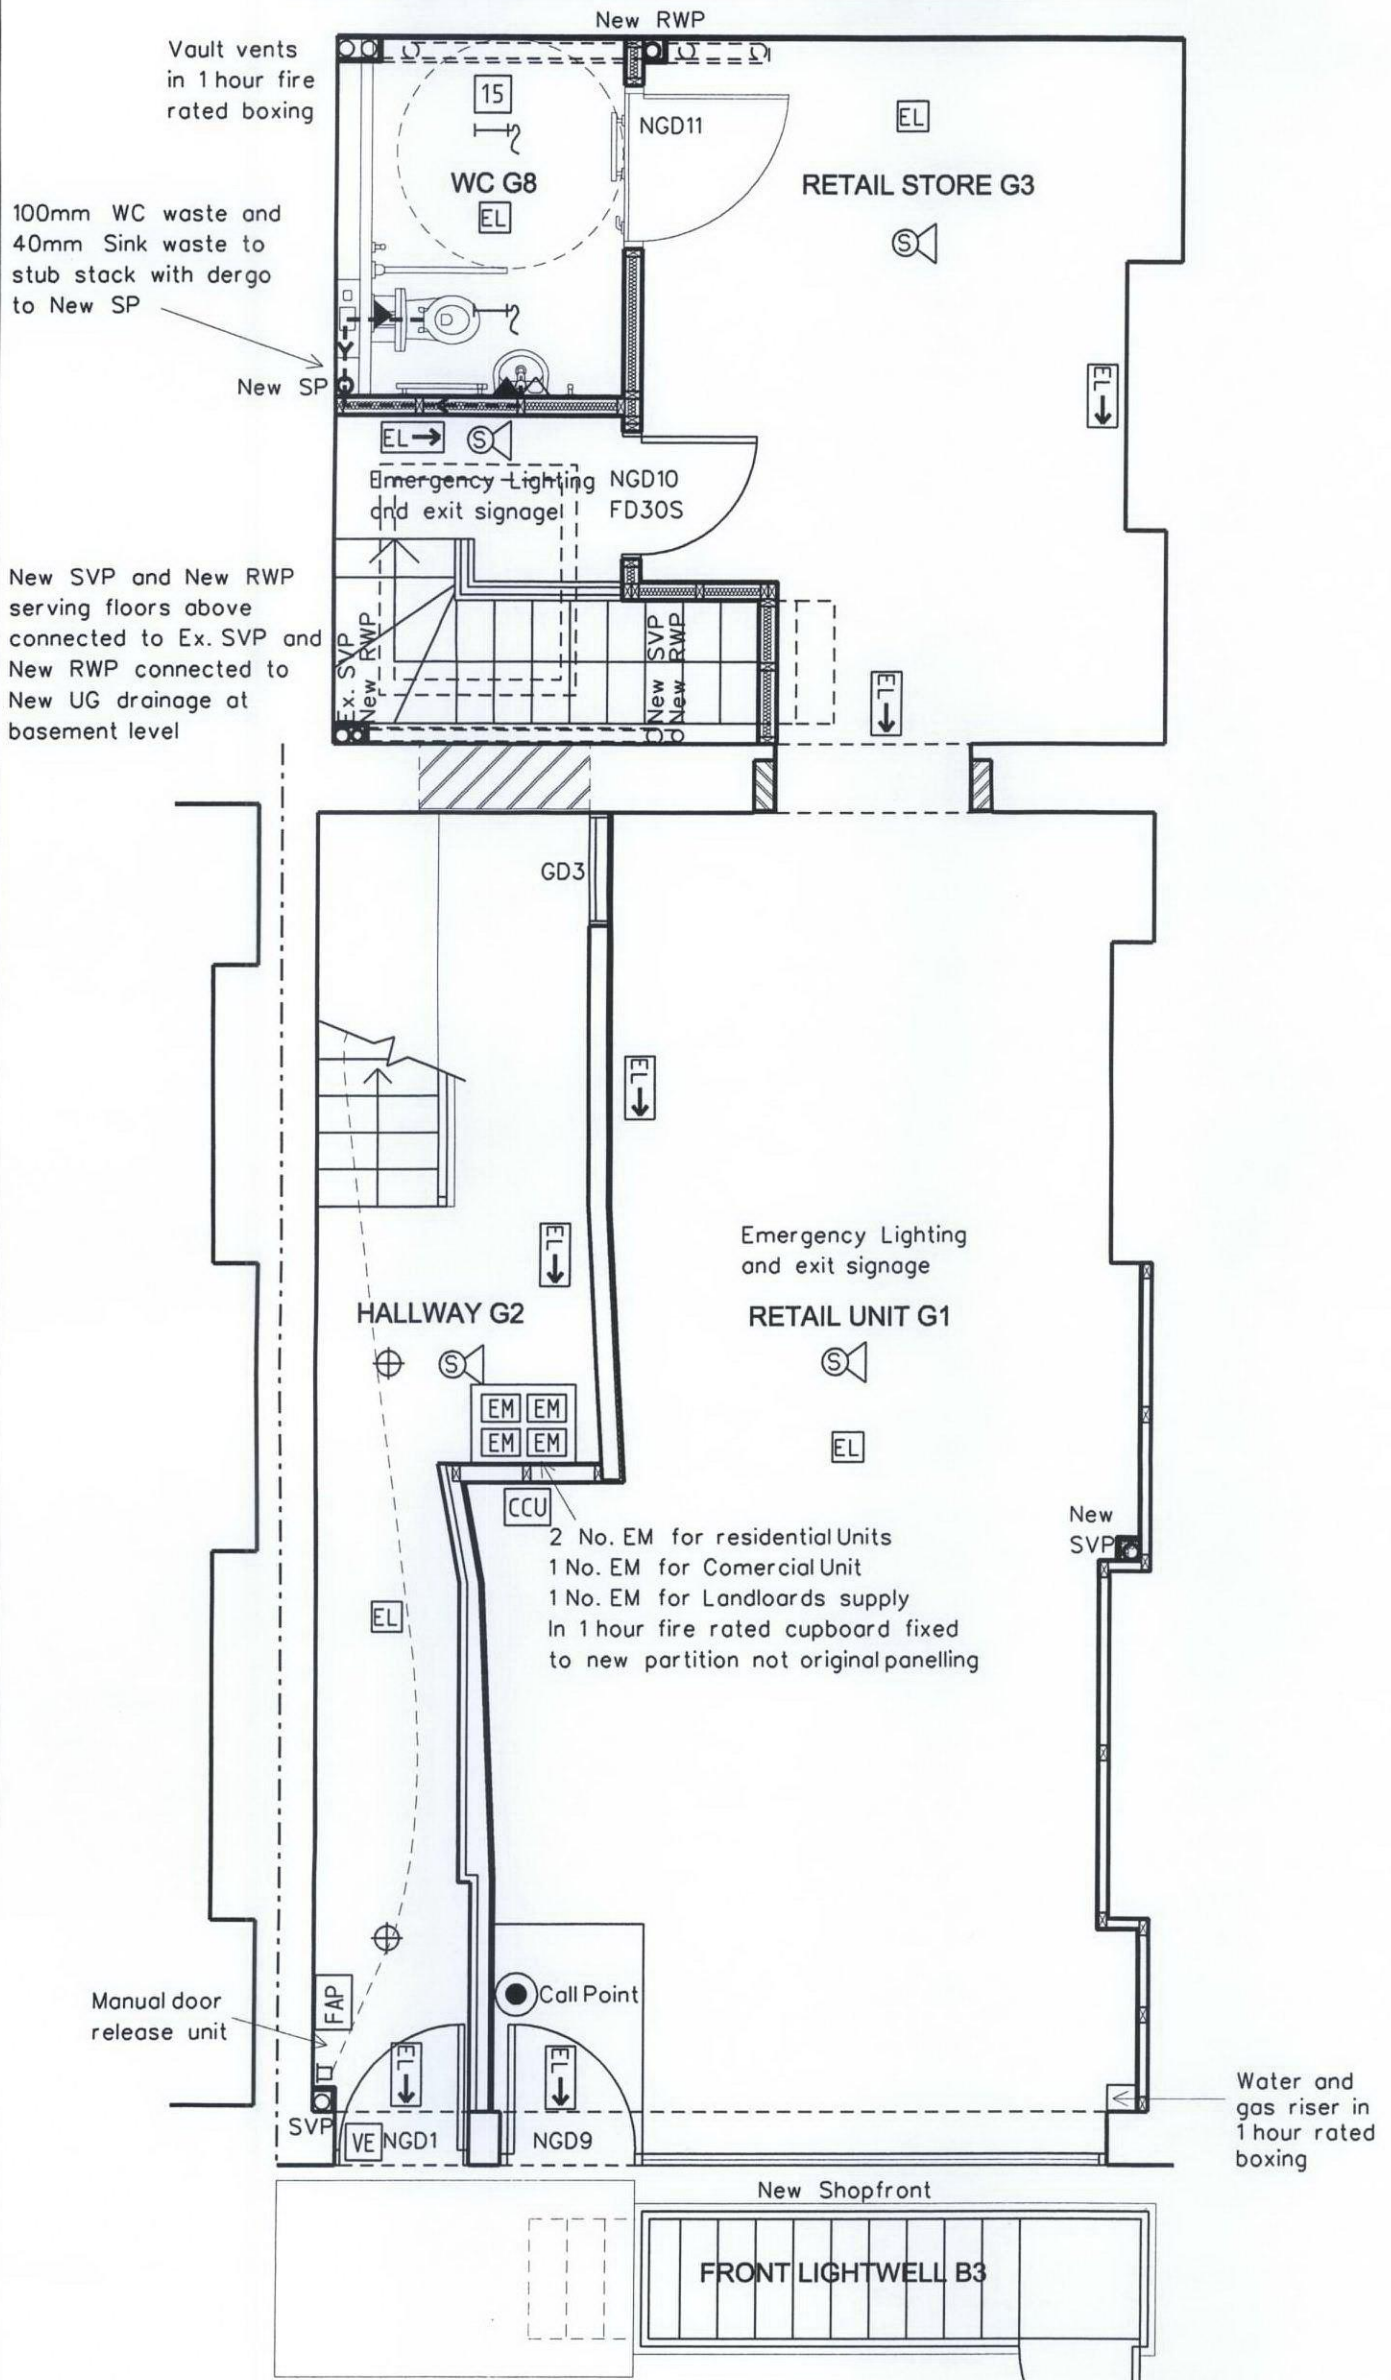 New RWP
Vault vents
in 1 hour fire
rated boxing
15
NGD11
EL
WC G8
RETAIL STORE G3
EL
S
100mm WC waste and
40mm Sink waste to
stub stack with dergo
to New SP
New SP
EL
EL
S
Emergency Lighting
and exit signage
NGD10
FD30S
New SVP and New RWP
serving floors above
connected to Ex. SVP and
New RWP connected to
New UG drainage at
basement level
Ex. SVP
New RWP
New SVP
New RWP
EL
GD3
EL
EL
Emergency Lighting
and exit signage
HALLWAY G2
RETAIL UNIT G1
S
S
EM EM
EM EM
EL
CCU
New
SVP
2 No. EM for residential Units
1 No. EM for Comercial Unit
1 No. EM for Landloards supply
In 1 hour fire rated cupboard fixed
to new partition not original panelling
EL
FAP
Call Point
Manual door
release unit
EL
EL
SVP
VE
NGD1
NGD9
Water and
gas riser in
1 hour rated
boxing
New Shopfront
FRONT LIGHTWELL B3